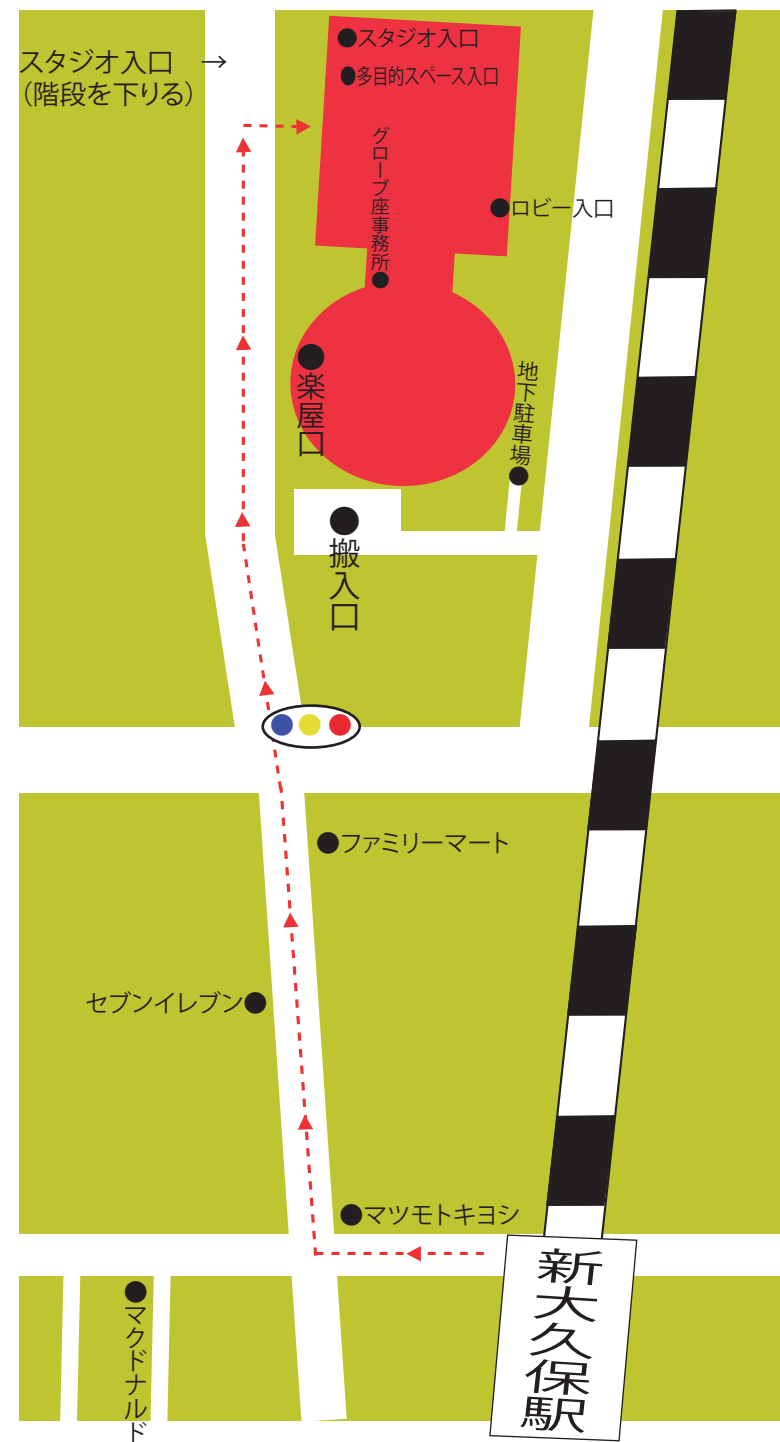 スタジオ入口 →
（階段を下りる）
スタジオ入口
多目的スペース入口
グローブ座事務所
ロビー入口
楽屋口
地下駐車場
搬入口
ファミリーマート
セブンイレブン
マツモトキヨシ
新大久保駅
マクドナルド